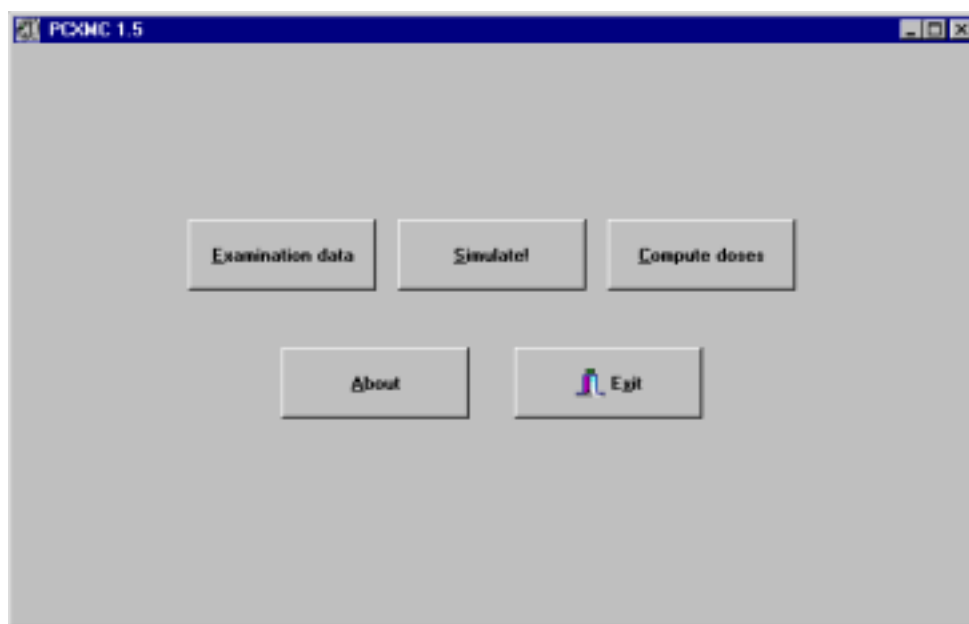 PCXMC 1.5
Examination data
Simulate!
Compute doses
About
Exit